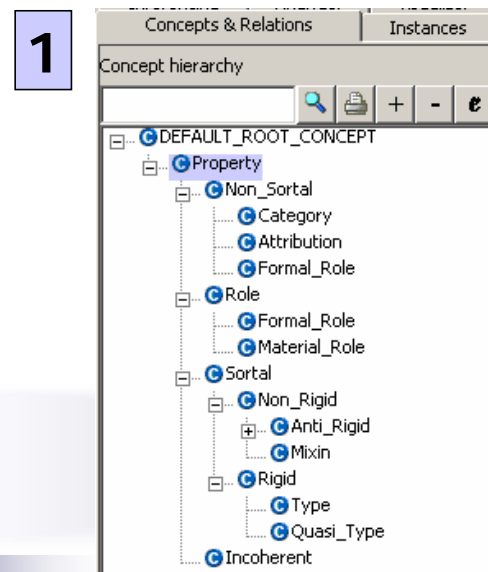 1
Concepts & Relations
Instances
Concept hierarchy
+ - e
DEFAULT_ROOT_CONCEPT
Property
Non_Sortal
Category
Attribution
Formal_Role
Role
Formal_Role
Material_Role
Sortal
Non_Rigid
Anti_Rigid
Mixin
Rigid
Type
Quasi_Type
Incoherent